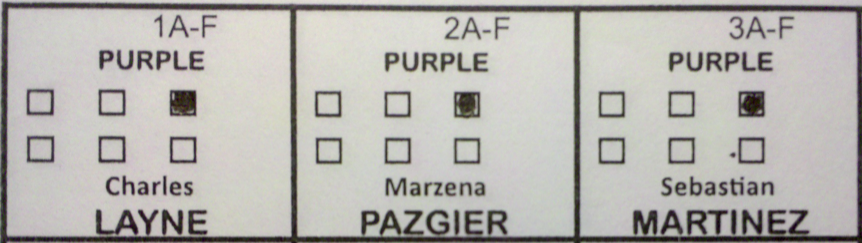 1A-F
PURPLE
Charles
LAYNE
2A-F
PURPLE
Marzena
PAZGIER
3A-F
PURPLE
Sebastian
MARTINEZ